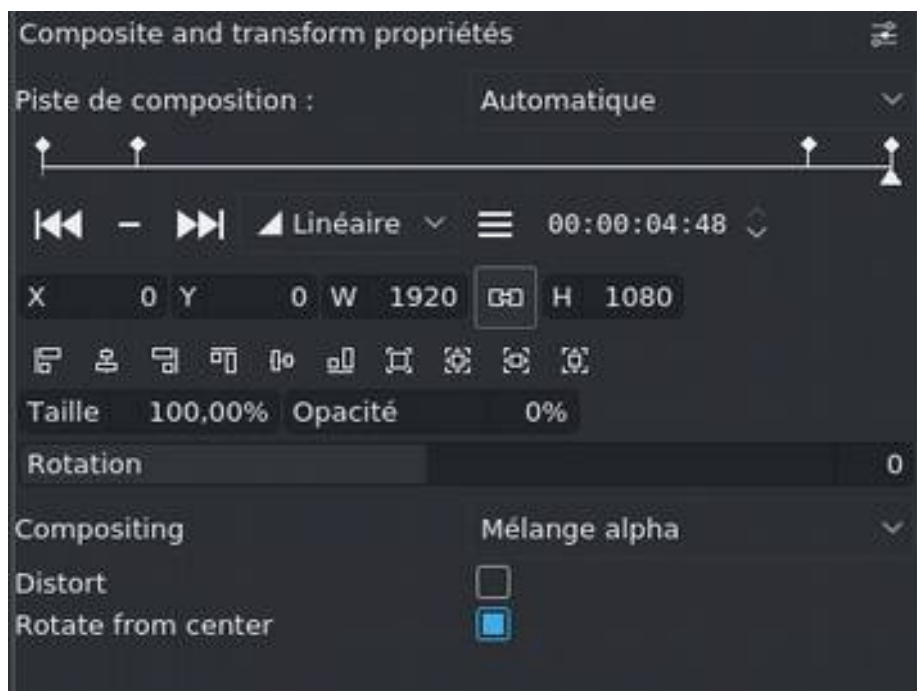 Composite and transform propriétés
Piste de composition : Automatique
Linéaire 00:00:04:48
X 0 Y 0 W 1920 H 1080
Taille 100,00% Opacité 0%
Rotation 0
Compositing Mélange alpha
Distort
Rotate from center